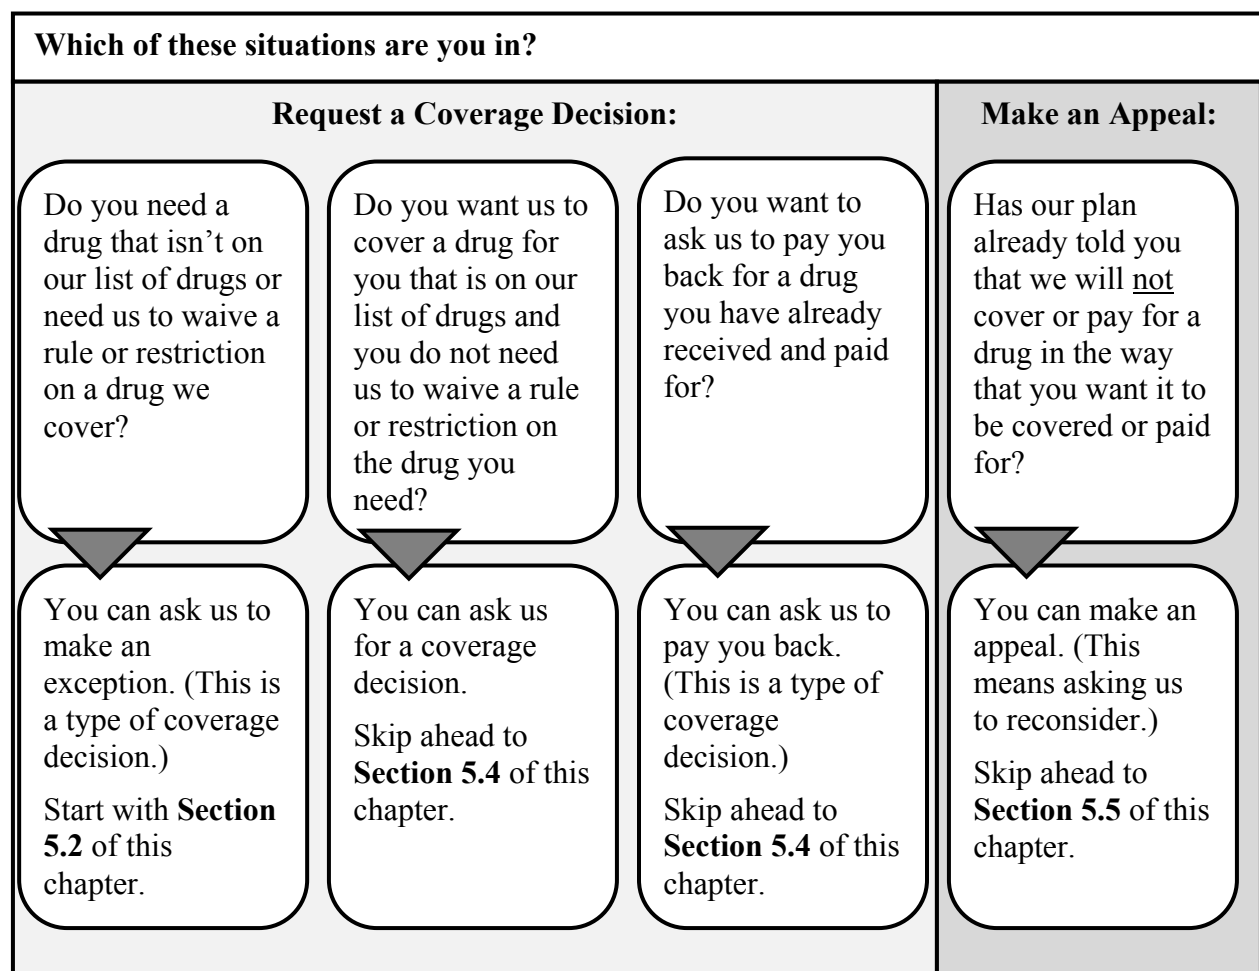 Which of these situations are you in?
Request a Coverage Decision:
Make an Appeal:
Do you need a
drug that isn’t on
our list of drugs or
need us to waive a
rule or restriction
on a drug we
cover?
Do you want us to
cover a drug for
you that is on our
list of drugs and
you do not need
us to waive a rule
or restriction on
the drug you
need?
Do you want to
ask us to pay you
back for a drug
you have already
received and paid
for?
Has our plan
already told you
that we will not
cover or pay for a
drug in the way
that you want it to
be covered or paid
for?
You can ask us to
make an
exception. (This is
a type of coverage
decision.)
Start with Section
5.2 of this
chapter.
You can ask us
for a coverage
decision.
Skip ahead to
Section 5.4 of this
chapter.
You can ask us to
pay you back.
(This is a type of
coverage
decision.)
Skip ahead to
Section 5.4 of this
chapter.
You can make an
appeal. (This
means asking us
to reconsider.)
Skip ahead to
Section 5.5 of this
chapter.